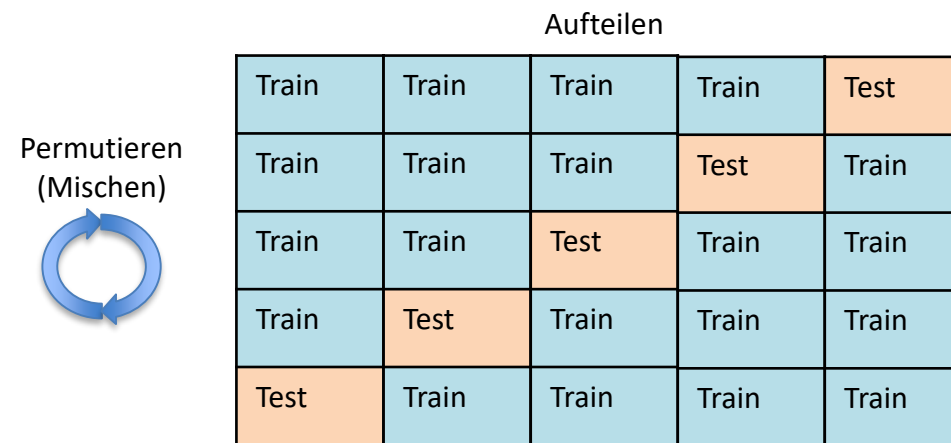 Aufteilen
Permutieren
(Mischen)
Train Train Train Train Test
Train Train Train Test Train
Train Train Test Train Train
Train Test Train Train Train
Test Train Train Train Train